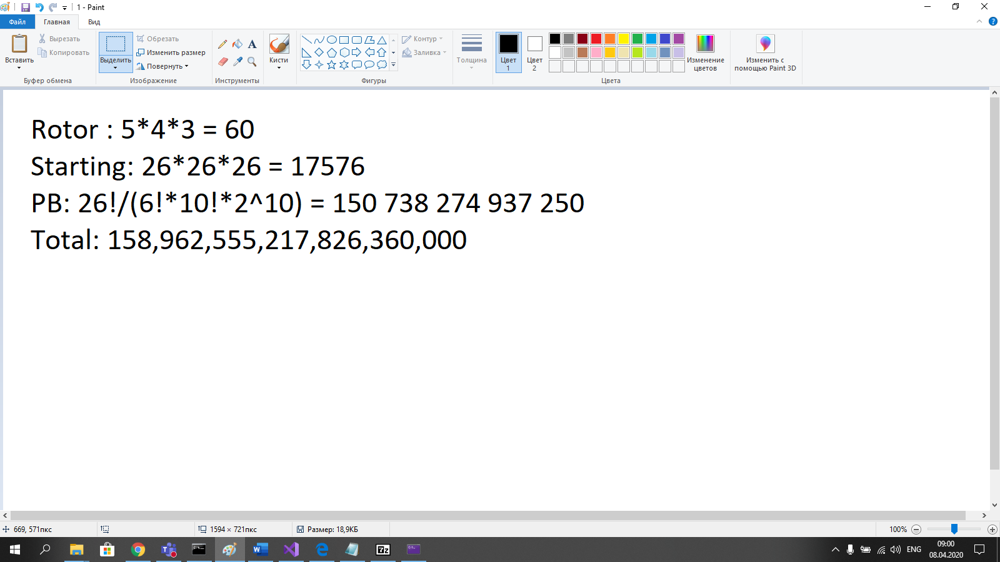 1 - Paint
Файл Главная Вид
Вставить
Вырезать
Копировать
Буфер обмена
Выделить
Обрезать
Изменить размер
Повернуть
Изображение
Инструменты
Кисти
Контур
Заливка
Фигуры
Толщина
Цвет
1
Цвет
2
Изменение
цветов
Цвета
Изменить с
помощью Paint 3D
Rotor : 5*4*3 = 60
Starting: 26*26*26 = 17576
PB: 26!/(6!*10!*2^10) = 150 738 274 937 250
Total: 158,962,555,217,826,360,000
669, 571пкс
1594 × 721пкс
Размер: 18,9КБ
100%
7z
ENG
09:00
08.04.2020